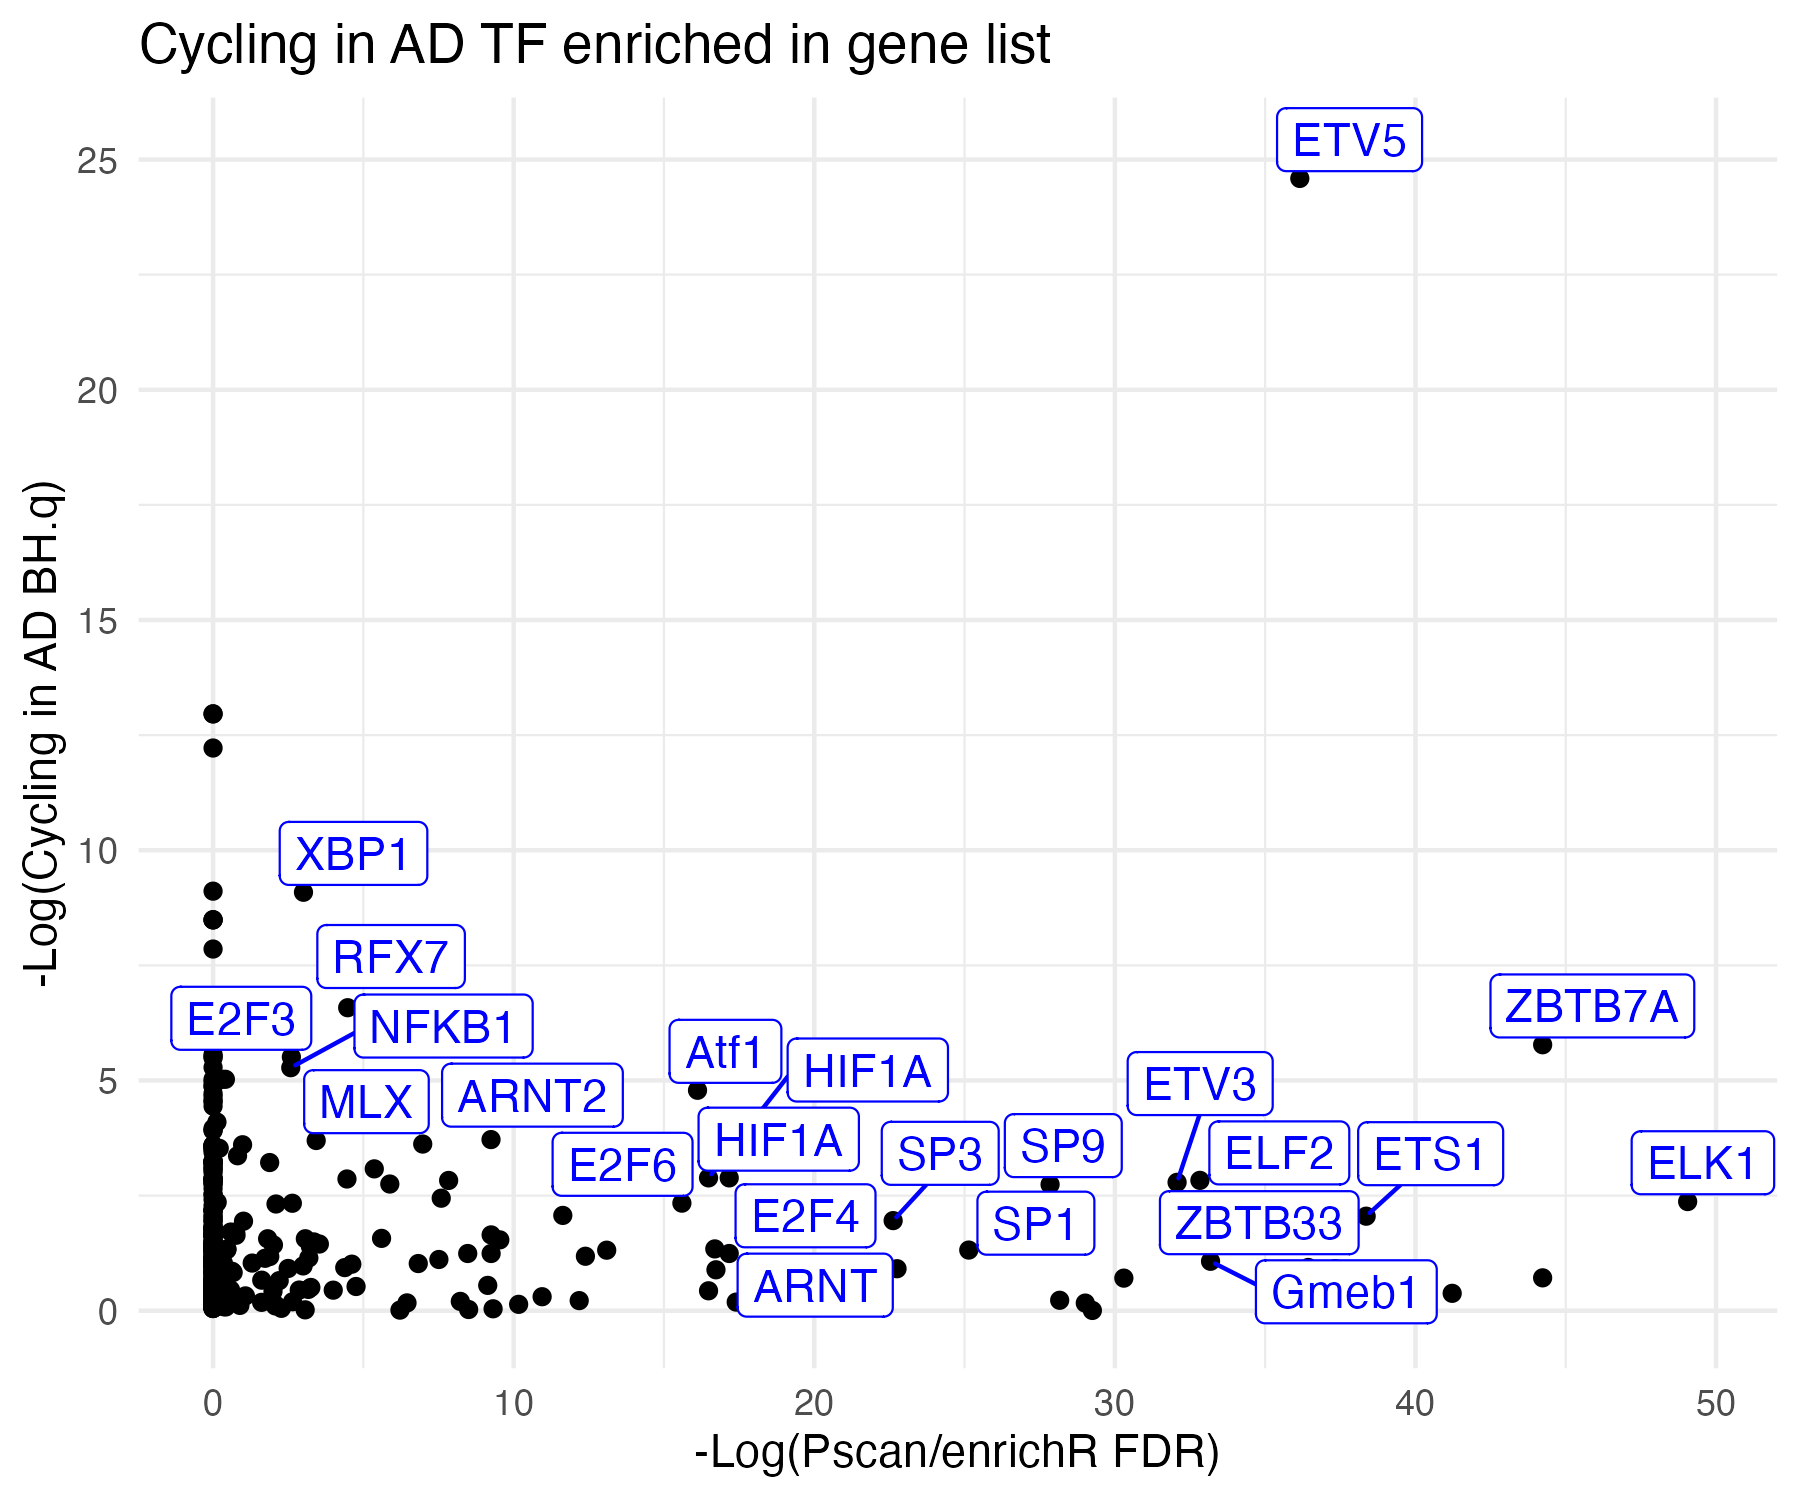 Cycling in AD TF enriched in gene list
-Log(Cycling in AD BH.q)
25
20
15
10
5
0
ETV5
XBP1
RFX7
E2F3
NFKB1
ZBTB7A
Atf1
HIF1A
ETV3
MLX
ARNT2
HIF1A
SP3
SP9
ELF2
ETS1
ELK1
E2F6
E2F4
SP1
ZBTB33
ARNT
Gmeb1
0 10 20 30 40 50
-Log(Pscan/enrichR FDR)